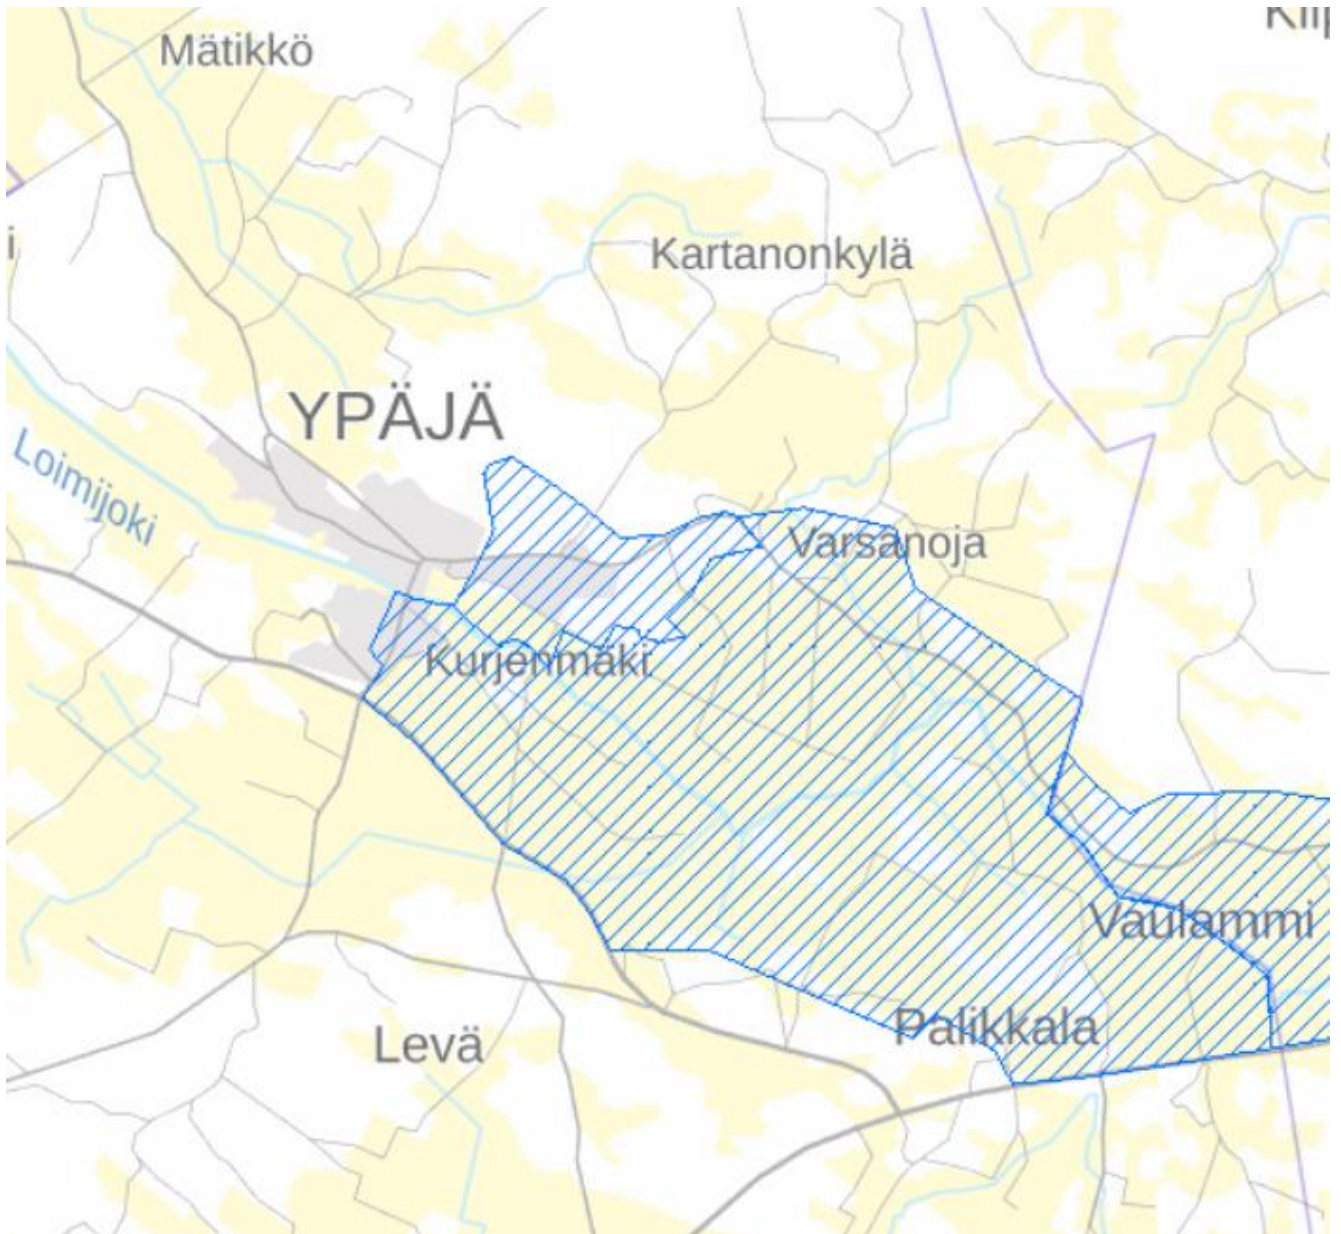 Mätikkö
Kartanonkylä
YPÄJÄ
Loimijoki
Varsanoja
Kurjenmäki
Vaulammi
Palikkala
Levä